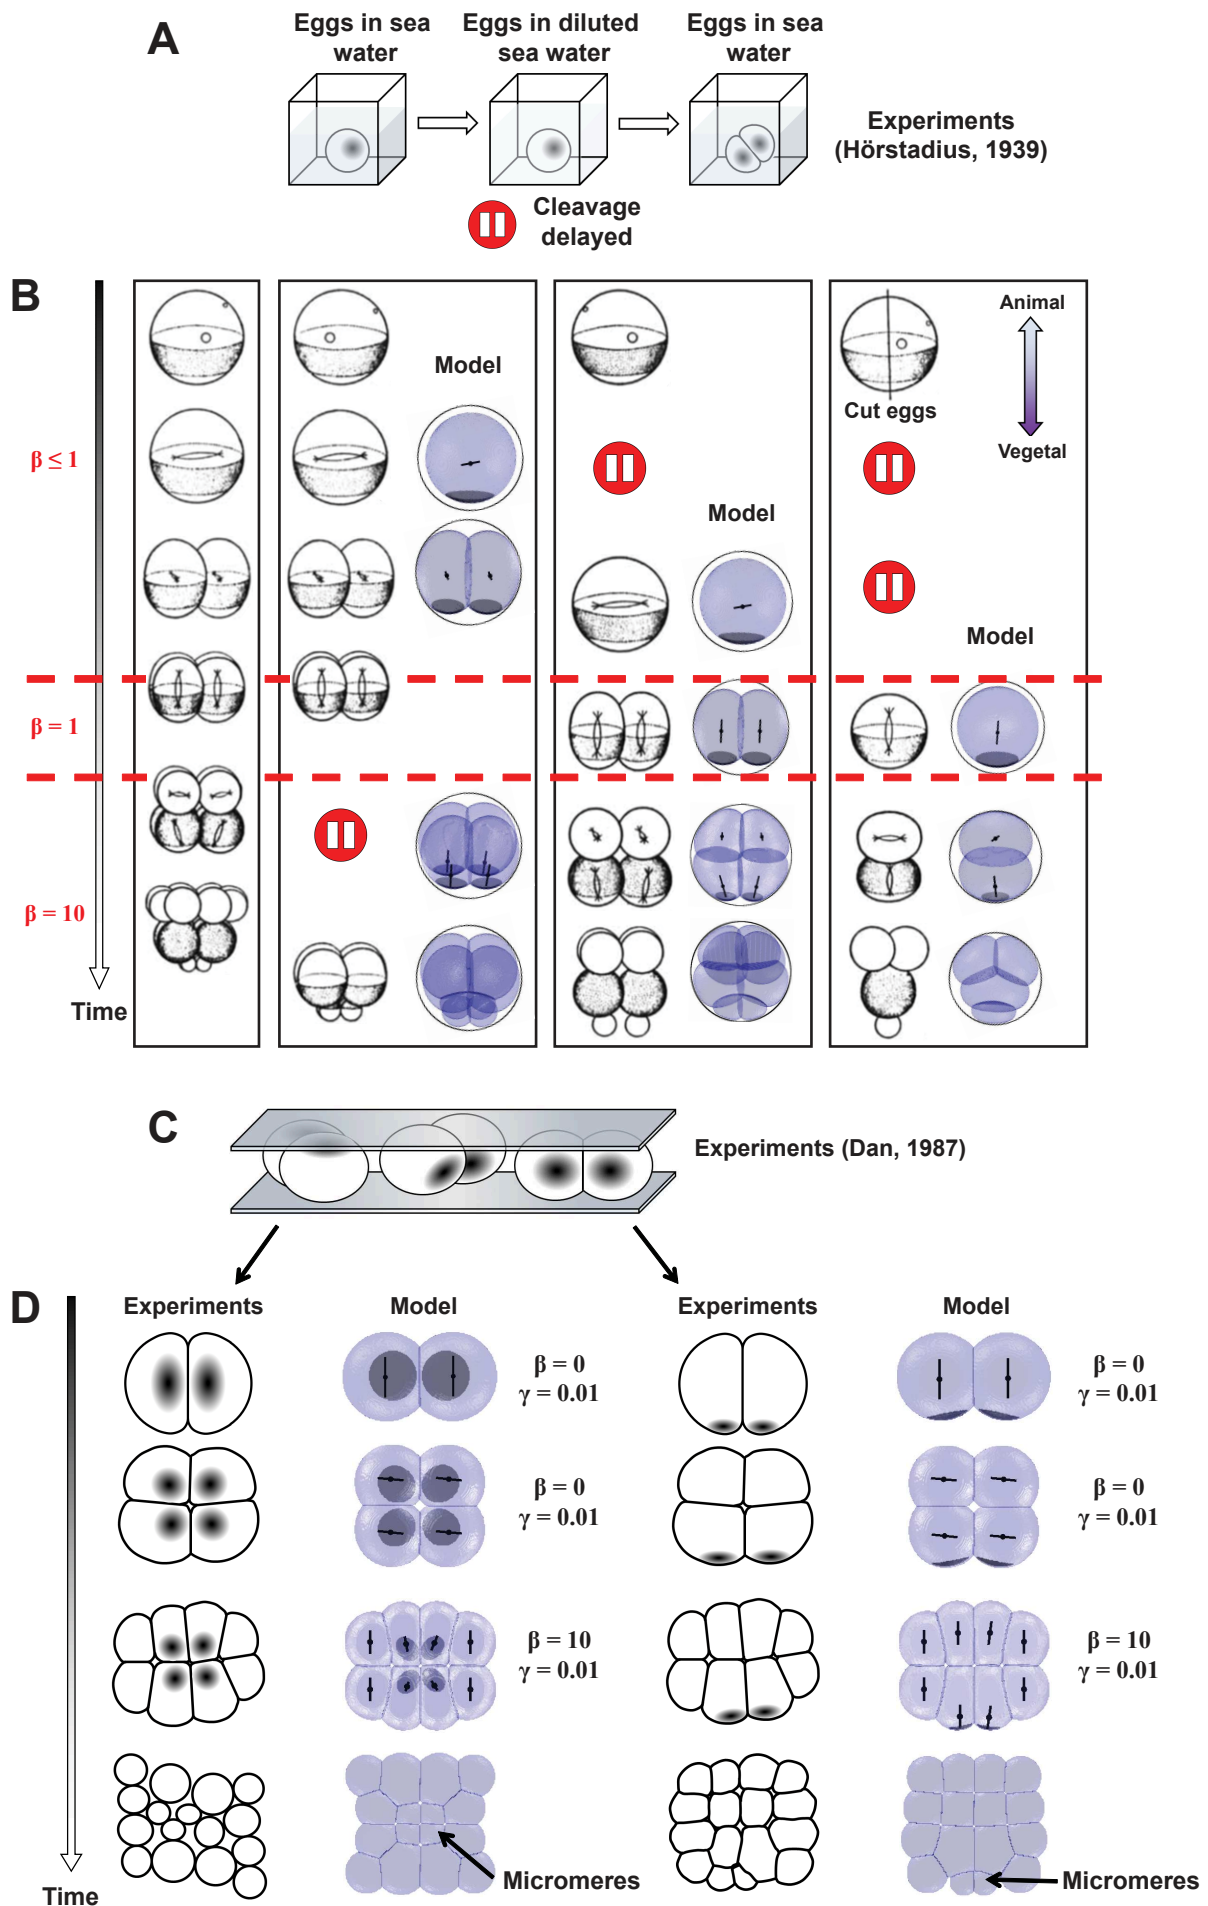 A
Eggs in sea
water
Eggs in diluted
sea water
Eggs in sea
water
Experiments
(Hörstadius, 1939)
Cleavage
delayed
B
Model
Animal
Cut eggs
Vegetal
β ≤ 1
Model
Model
β = 1
β = 10
Time
C
Experiments (Dan, 1987)
D
Experiments
Model
Experiments
Model
β = 0
γ = 0.01
β = 0
γ = 0.01
β = 0
γ = 0.01
β = 0
γ = 0.01
β = 10
γ = 0.01
β = 10
γ = 0.01
Micromeres
Micromeres
Time